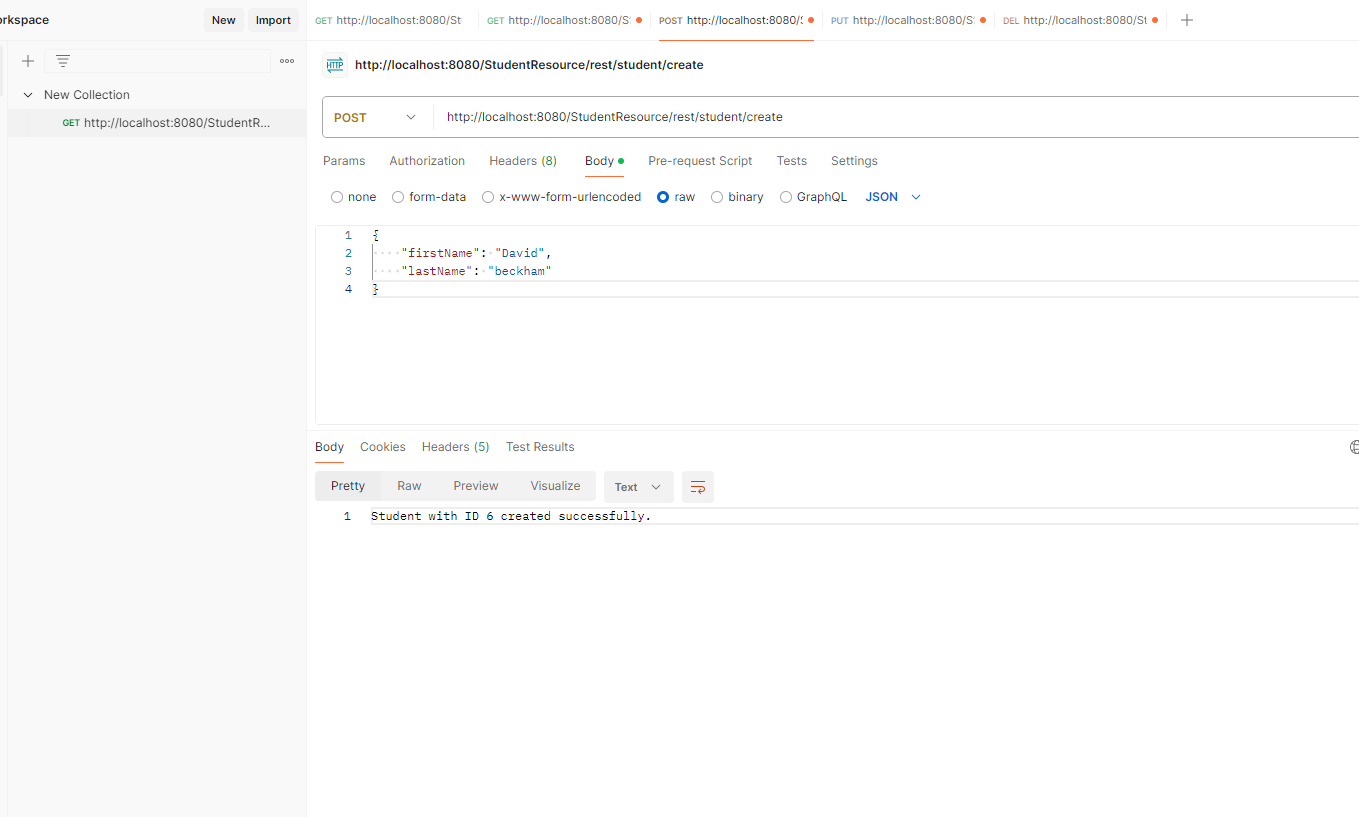 orkspace
New
Import
GET http://localhost:8080/St
GET http://localhost:8080/S
POST http://localhost:8080/
PUT http://localhost:8080/S
DEL http://localhost:8080/St
HTTP http://localhost:8080/StudentResource/rest/student/create
New Collection
GET http://localhost:8080/StudentR...
POST
http://localhost:8080/StudentResource/rest/student/create
Params Authorization Headers (8) Body Pre-request Script Tests Settings
none form-data x-www-form-urlencoded raw binary GraphQL JSON
1 {
2 "firstName": "David",
3 "lastName": "beckham"
4 }
Body Cookies Headers (5) Test Results
Pretty Raw Preview Visualize Text
1 Student with ID 6 created successfully.